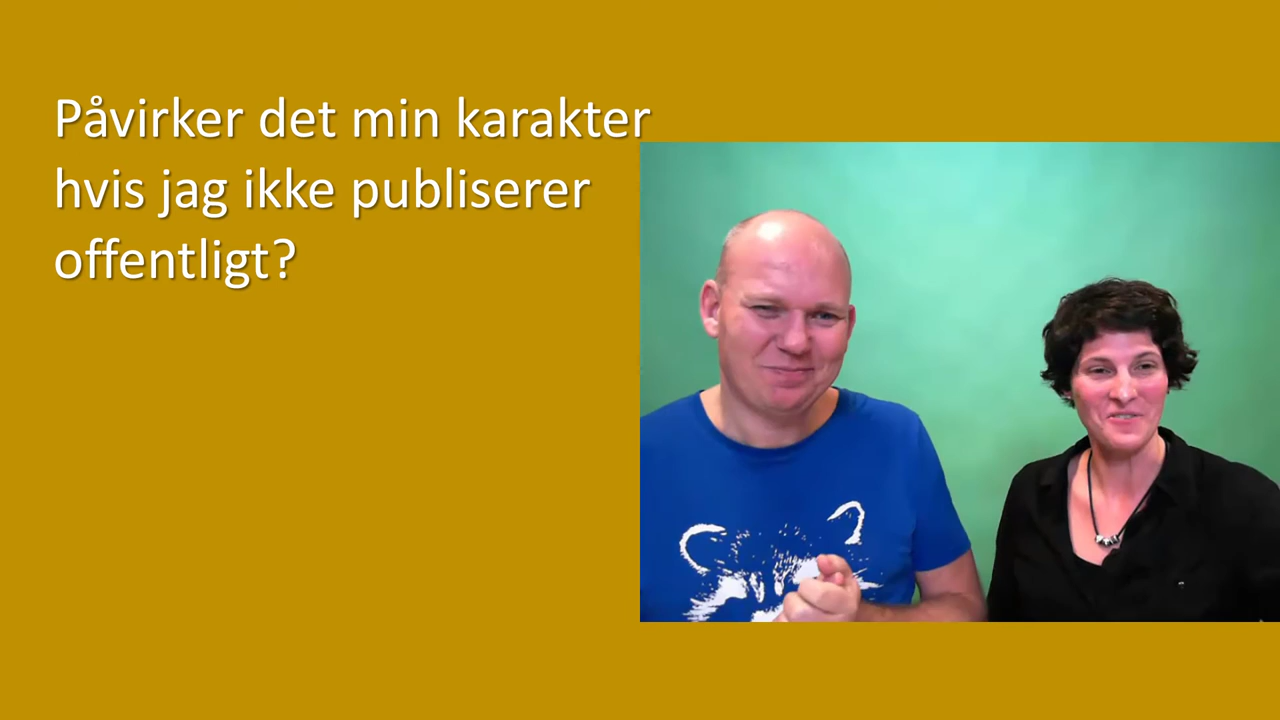 Påvirker det min karakter
hvis jag ikke publiserer
offentligt?